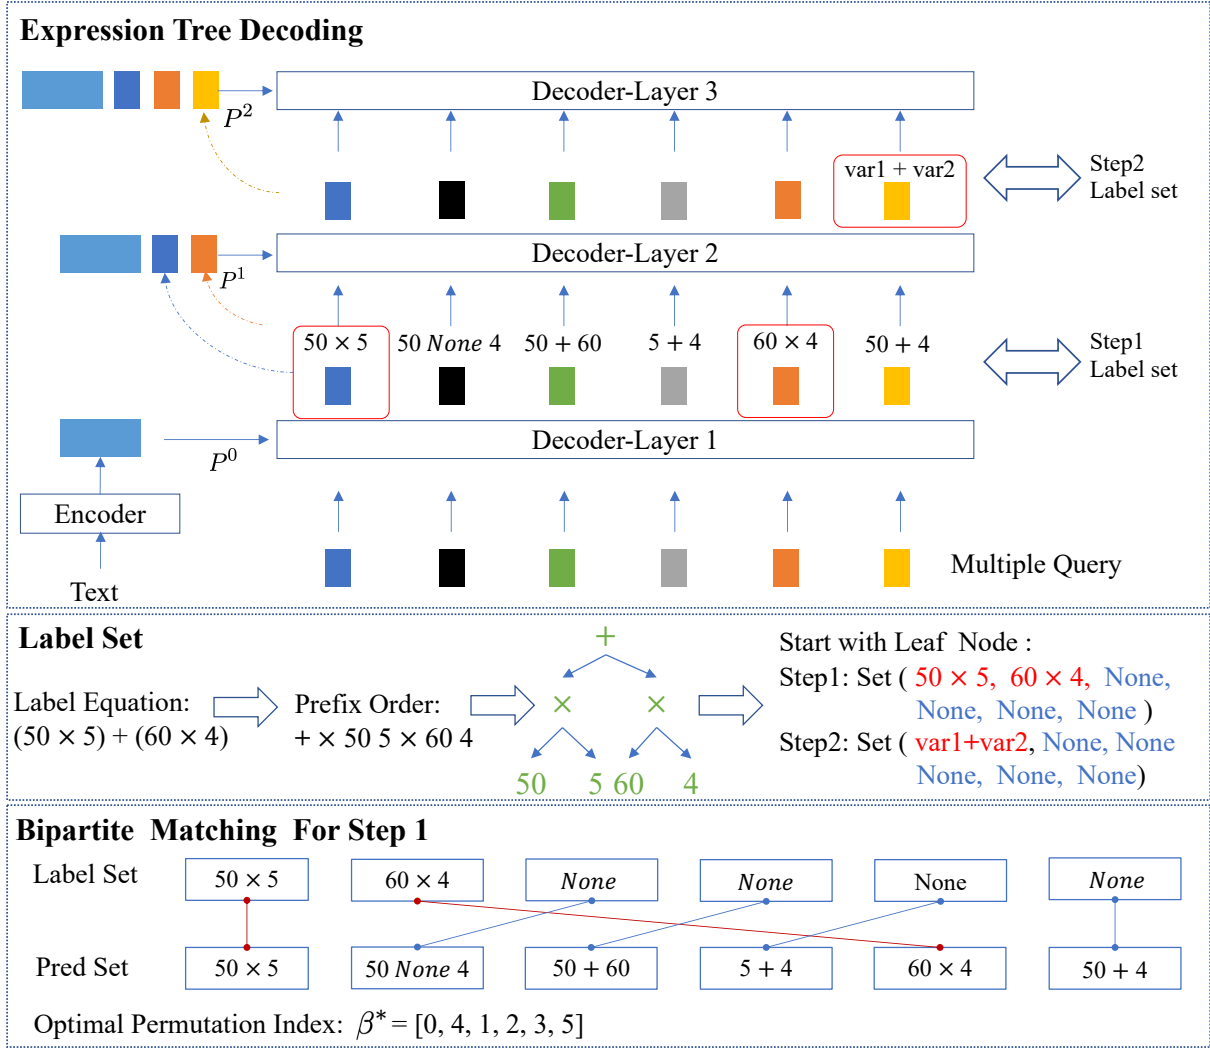 Expression Tree Decoding
Decoder-Layer 3
P²
var1 + var2
Step2
Label set
Decoder-Layer 2
P¹
50 × 5
50 None 4
50 + 60
5 + 4
60 × 4
50 + 4
Step1
Label set
Decoder-Layer 1
P⁰
Encoder
Text
Multiple Query
Label Set
Label Equation:
(50 × 5) + (60 × 4)
Prefix Order:
+ × 50 5 × 60 4
+
× ×
50 5 60 4
Start with Leaf Node :
Step1: Set ( 50 × 5, 60 × 4, None,
None, None, None )
Step2: Set ( var1+var2, None, None
None, None, None)
Bipartite Matching For Step 1
Label Set
50 × 5
60 × 4
None
None
None
None
Pred Set
50 × 5
50 None 4
50 + 60
5 + 4
60 × 4
50 + 4
Optimal Permutation Index: β* = [0, 4, 1, 2, 3, 5]